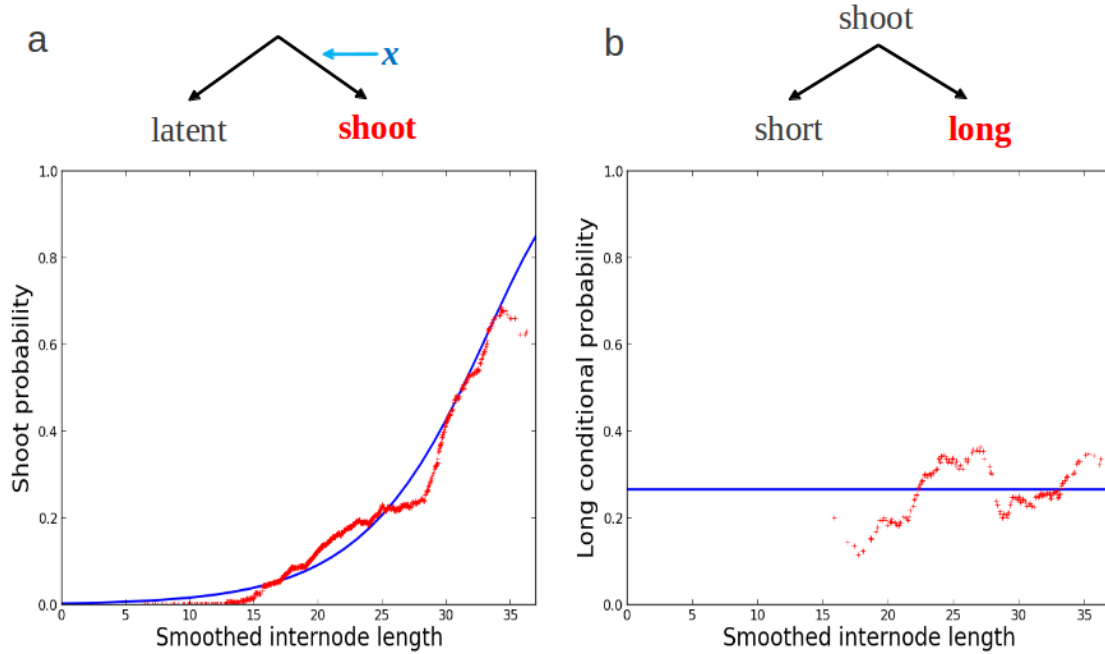 a
x
latent shoot
1.0
0.8
0.6
0.4
0.2
0.0
Shoot probability
0 5 10 15 20 25 30 35
Smoothed internode length
b
shoot
short long
1.0
0.8
0.6
0.4
0.2
0.0
Long conditional probability
0 5 10 15 20 25 30 35
Smoothed internode length